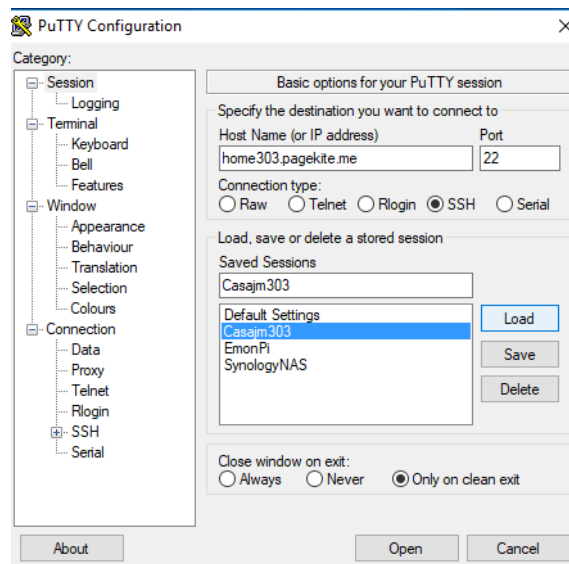 PuTTY Configuration
Category:
Session
Logging
Terminal
Keyboard
Bell
Features
Window
Appearance
Behaviour
Translation
Selection
Colours
Connection
Data
Proxy
Telnet
Rlogin
SSH
Serial
Basic options for your PuTTY session
Specify the destination you want to connect to
Host Name (or IP address) Port
home303.pagekite.me 22
Connection type:
Raw Telnet Rlogin SSH Serial
Load, save or delete a stored session
Saved Sessions
Casajm303
Default Settings
Casajm303
EmonPi
SynologyNAS
Load
Save
Delete
Close window on exit:
Always Never Only on clean exit
About Open Cancel